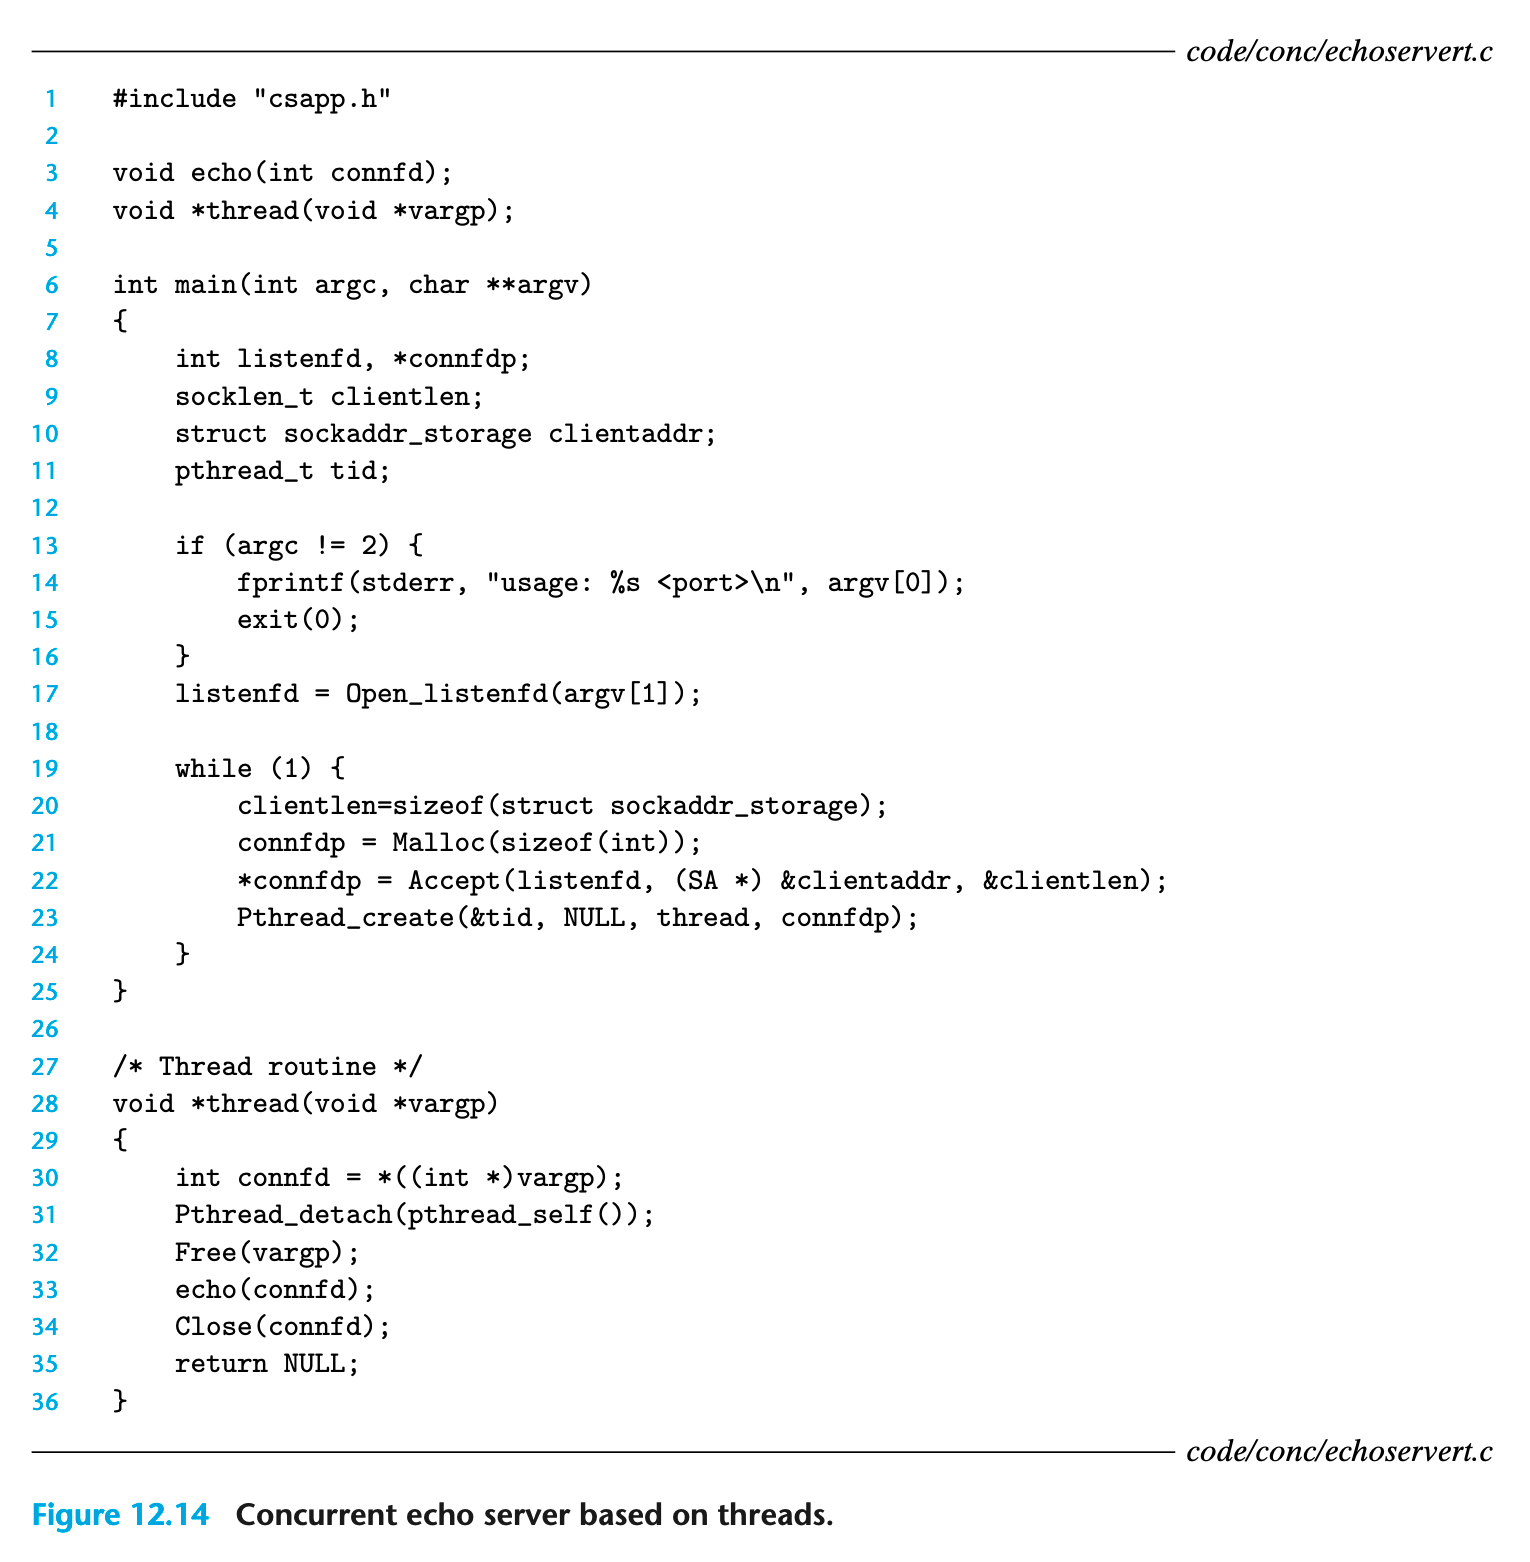 code/conc/echoservert.c
1 #include "csapp.h"
2
3 void echo(int connfd);
4 void *thread(void *vargp);
5
6 int main(int argc, char **argv)
7 {
8     int listenfd, *connfdp;
9     socklen_t clientlen;
10     struct sockaddr_storage clientaddr;
11     pthread_t tid;
12
13     if (argc != 2) {
14         fprintf(stderr, "usage: %s <port>\n", argv[0]);
15         exit(0);
16     }
17     listenfd = Open_listenfd(argv[1]);
18
19     while (1) {
20         clientlen=sizeof(struct sockaddr_storage);
21         connfdp = Malloc(sizeof(int));
22         *connfdp = Accept(listenfd, (SA *) &clientaddr, &clientlen);
23         Pthread_create(&tid, NULL, thread, connfdp);
24     }
25 }
26
27 /* Thread routine */
28 void *thread(void *vargp)
29 {
30     int connfd = *((int *)vargp);
31     Pthread_detach(pthread_self());
32     Free(vargp);
33     echo(connfd);
34     Close(connfd);
35     return NULL;
36 }
code/conc/echoservert.c
Figure 12.14 Concurrent echo server based on threads.